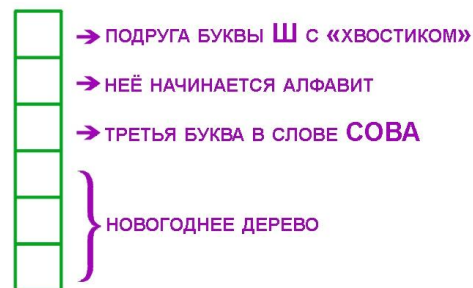 ПОДРУГА БУКВЫ Ш С «ХВОСТИКОМ»
НЕЁ НАЧИНАЕТСЯ АЛФАВИТ
ТРЕТЬЯ БУКВА В СЛОВЕ СОВА
НОВОГОДНЕЕ ДЕРЕВО